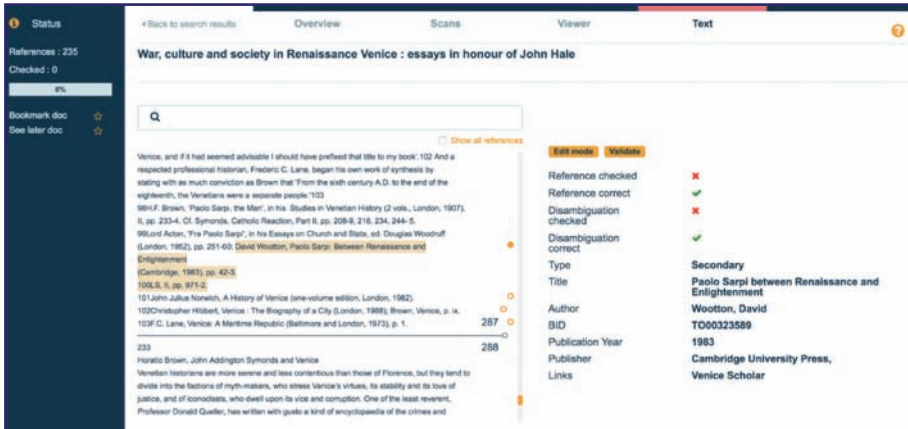 Status
References : 235
Checked : 0
0%
Bookmark doc
See later doc
Back to search results
Overview
Scans
Viewer
Text
War, culture and society in Renaissance Venice : essays in honour of John Hale
Show all references
Venice, and if it had seemed advisable I should have prefixed that title to my book'.102 And a
respected professional historian, Frederic C. Lane, began his own work of synthesis by
stating with as much conviction as Brown that 'From the sixth century A.D. to the end of the
eighteenth, the Venetians were a separate people.'103
98H.F. Brown, 'Paolo Sarpi, the Man', in his Studies in Venetian History (2 vols., London, 1907),
II, pp. 233-4. Cf. Symonds, Catholic Reaction, Part II, pp. 208-9, 218, 234, 244- 5.
99Lord Acton, 'Fra Paolo Sarpi', in his Essays on Church and State, ed. Douglas Woodruff
(London, 1952), pp. 251-60; David Wootton, Paolo Sarpi: Between Renaissance and
Enlightenment
(Cambridge, 1983), pp. 42-3.
100LS, II, pp. 971-2.
101John Julius Norwich, A History of Venice (one-volume edition, London, 1982).
102Christopher Hibbert, Venice : The Biography of a City (London, 1988); Brown, Venice, p. ix.
103F.C. Lane, Venice: A Maritime Republic (Baltimore and London, 1973), p. 1.
287
233
288
Horatio Brown, John Addington Symonds and Venice
Venetian historians are more serene and less contentious than those of Florence, but they tend to
divide into the factions of myth-makers, who stress Venice's virtues, its stability and its love of
justice, and of iconoclasts, who dwell upon its vice and corruption. One of the least reverent,
Professor Donald Queller, has written with gusto a kind of encyclopaedia of the crimes and
Edit mode
Validate
Reference checked
Reference correct
Disambiguation
checked
Disambiguation
correct
Type
Secondary
Title
Paolo Sarpi between Renaissance and
Enlightenment
Author
Wootton, David
BID
TO00323589
Publication Year
1983
Publisher
Cambridge University Press,
Links
Venice Scholar